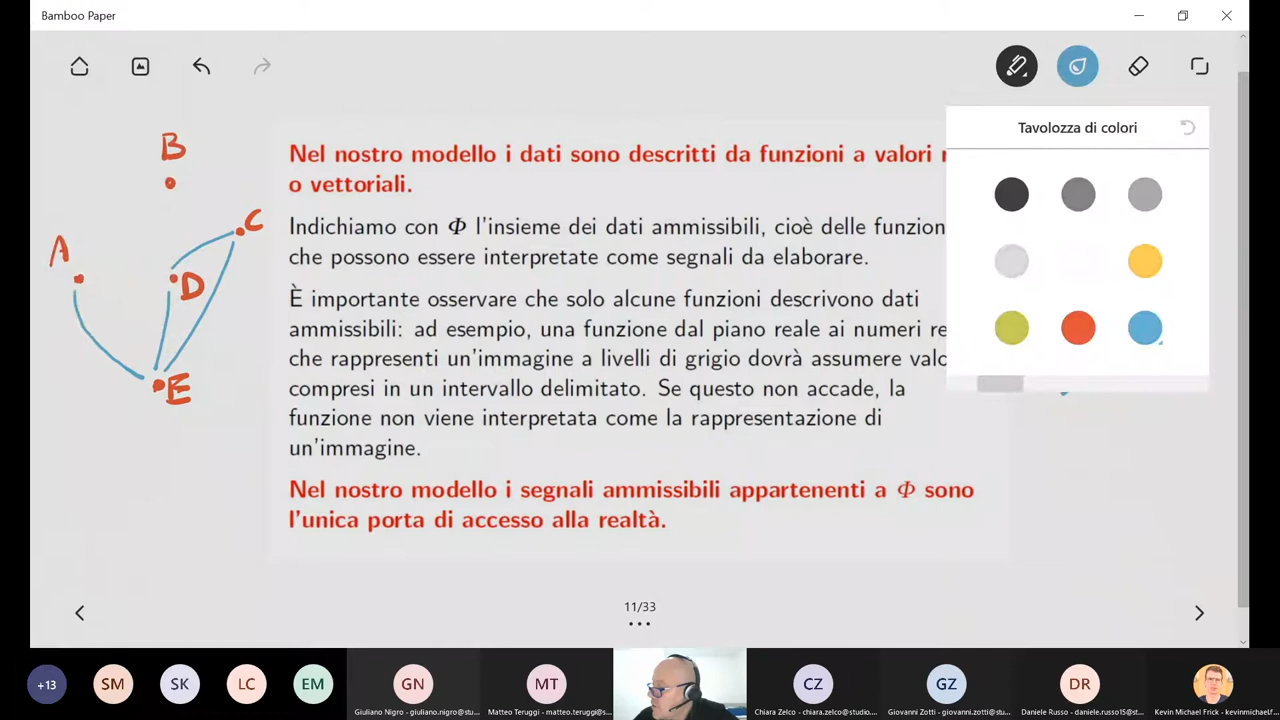 Bamboo Paper
B
C
A
D
E
Nel nostro modello i dati sono descritti da funzioni a valori
o vettoriali.
Indichiamo con Φ l'insieme dei dati ammissibili, cioè delle funzion
che possono essere interpretate come segnali da elaborare.
È importante osservare che solo alcune funzioni descrivono dati
ammissibili: ad esempio, una funzione dal piano reale ai numeri re
che rappresenti un'immagine a livelli di grigio dovrà assumere valo
compresi in un intervallo delimitato. Se questo non accade, la
funzione non viene interpretata come la rappresentazione di
un'immagine.
Nel nostro modello i segnali ammissibili appartenenti a Φ sono
l'unica porta di accesso alla realtà.
Tavolozza di colori
11/33
+13
SM
SK
LC
EM
GN
Giuliano Nigro - giuliano.nigro@stu...
MT
Matteo Teruggi - matteo.teruggi@s...
CZ
Chiara Zelco - chiara.zelco@studio....
GZ
Giovanni Zotti - giovanni.zotti@stu...
DR
Daniele Russo - daniele.russo15@st...
Kevin Michael Frick - kevinmichael.f...